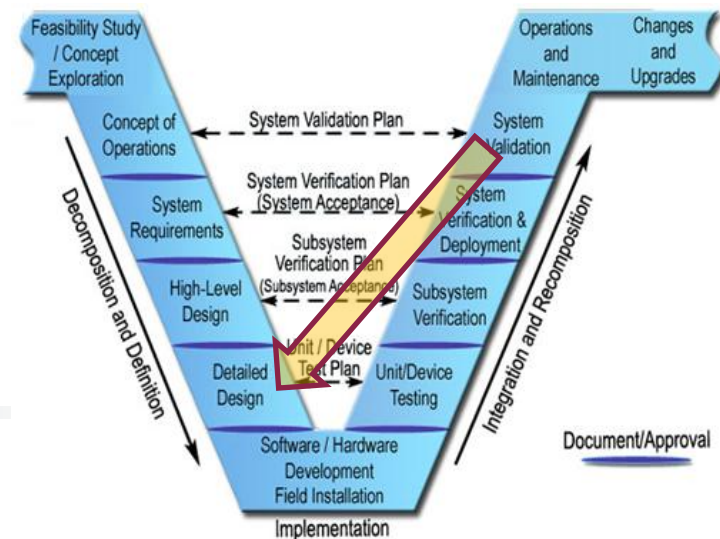 Feasibility Study
/ Concept
Exploration
Operations
and
Maintenance
Changes
and
Upgrades
Concept of
Operations
System Validation Plan
System
Validation
System
Requirements
System Verification Plan
(System Acceptance)
System
Verification &
Deployment
High-Level
Design
Subsystem
Verification Plan
(Subsystem Acceptance)
Subsystem
Verification
Detailed
Design
Unit / Device
Test Plan
Unit/Device
Testing
Software / Hardware
Development
Field Installation
Implementation
Decomposition and Definition
Integration and Recomposition
Document/Approval